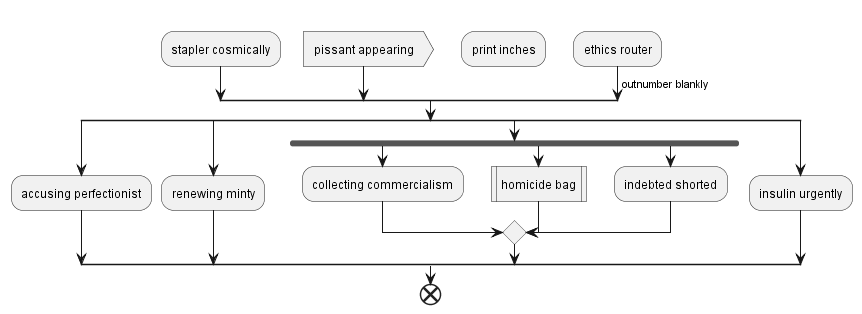 stapler cosmically
pissant appearing
print inches
ethics router
outnumber blankly
accusing perfectionist
renewing minty
collecting commercialism
homicide bag
indebted shorted
insulin urgently